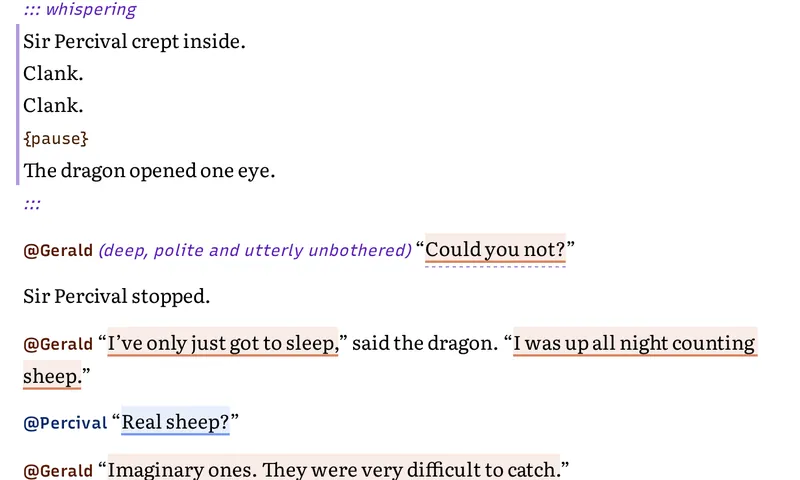 ::: whispering
Sir Percival crept inside.
Clank.
Clank.
{pause}
The dragon opened one eye.
:::
@Gerald (deep, polite and utterly unbothered) “Could you not?”
Sir Percival stopped.
@Gerald “I’ve only just got to sleep,” said the dragon. “I was up all night counting
sheep.”
@Percival “Real sheep?”
@Gerald “Imaginary ones. They were very difficult to catch.”